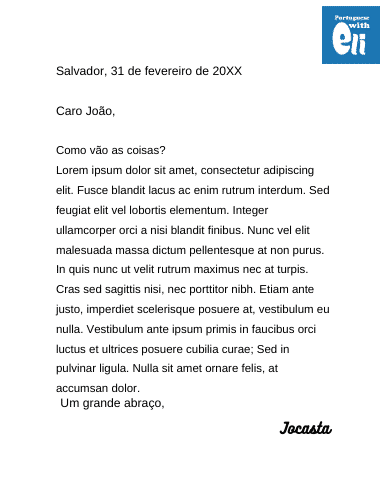 Portuguese
with
eli
Salvador, 31 de fevereiro de 20XX
Caro João,
Como vão as coisas?
Lorem ipsum dolor sit amet, consectetur adipiscing
elit. Fusce blandit lacus ac enim rutrum interdum. Sed
feugiat elit vel lobortis elementum. Integer
ullamcorper orci a nisi blandit finibus. Nunc vel elit
malesuada massa dictum pellentesque at non purus.
In quis nunc ut velit rutrum maximus nec at turpis.
Cras sed sagittis nisi, nec porttitor nibh. Etiam ante
justo, imperdiet scelerisque posuere at, vestibulum eu
nulla. Vestibulum ante ipsum primis in faucibus orci
luctus et ultrices posuere cubilia curae; Sed in
pulvinar ligula. Nulla sit amet ornare felis, at
accumsan dolor.
Um grande abraço,
Jocasta